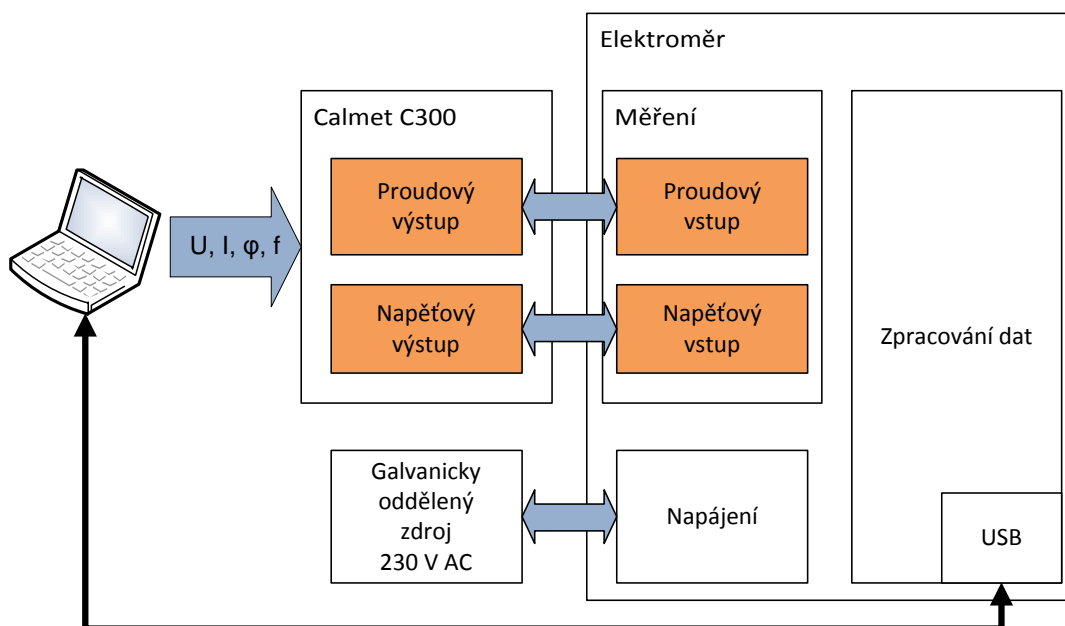 Elektroměr
Calmet C300
Měření
Proudový
výstup
Proudový
vstup
U, I, φ, f
Napěťový
výstup
Napěťový
vstup
Zpracování dat
Galvanicky
oddělený
zdroj
230 V AC
Napájení
USB